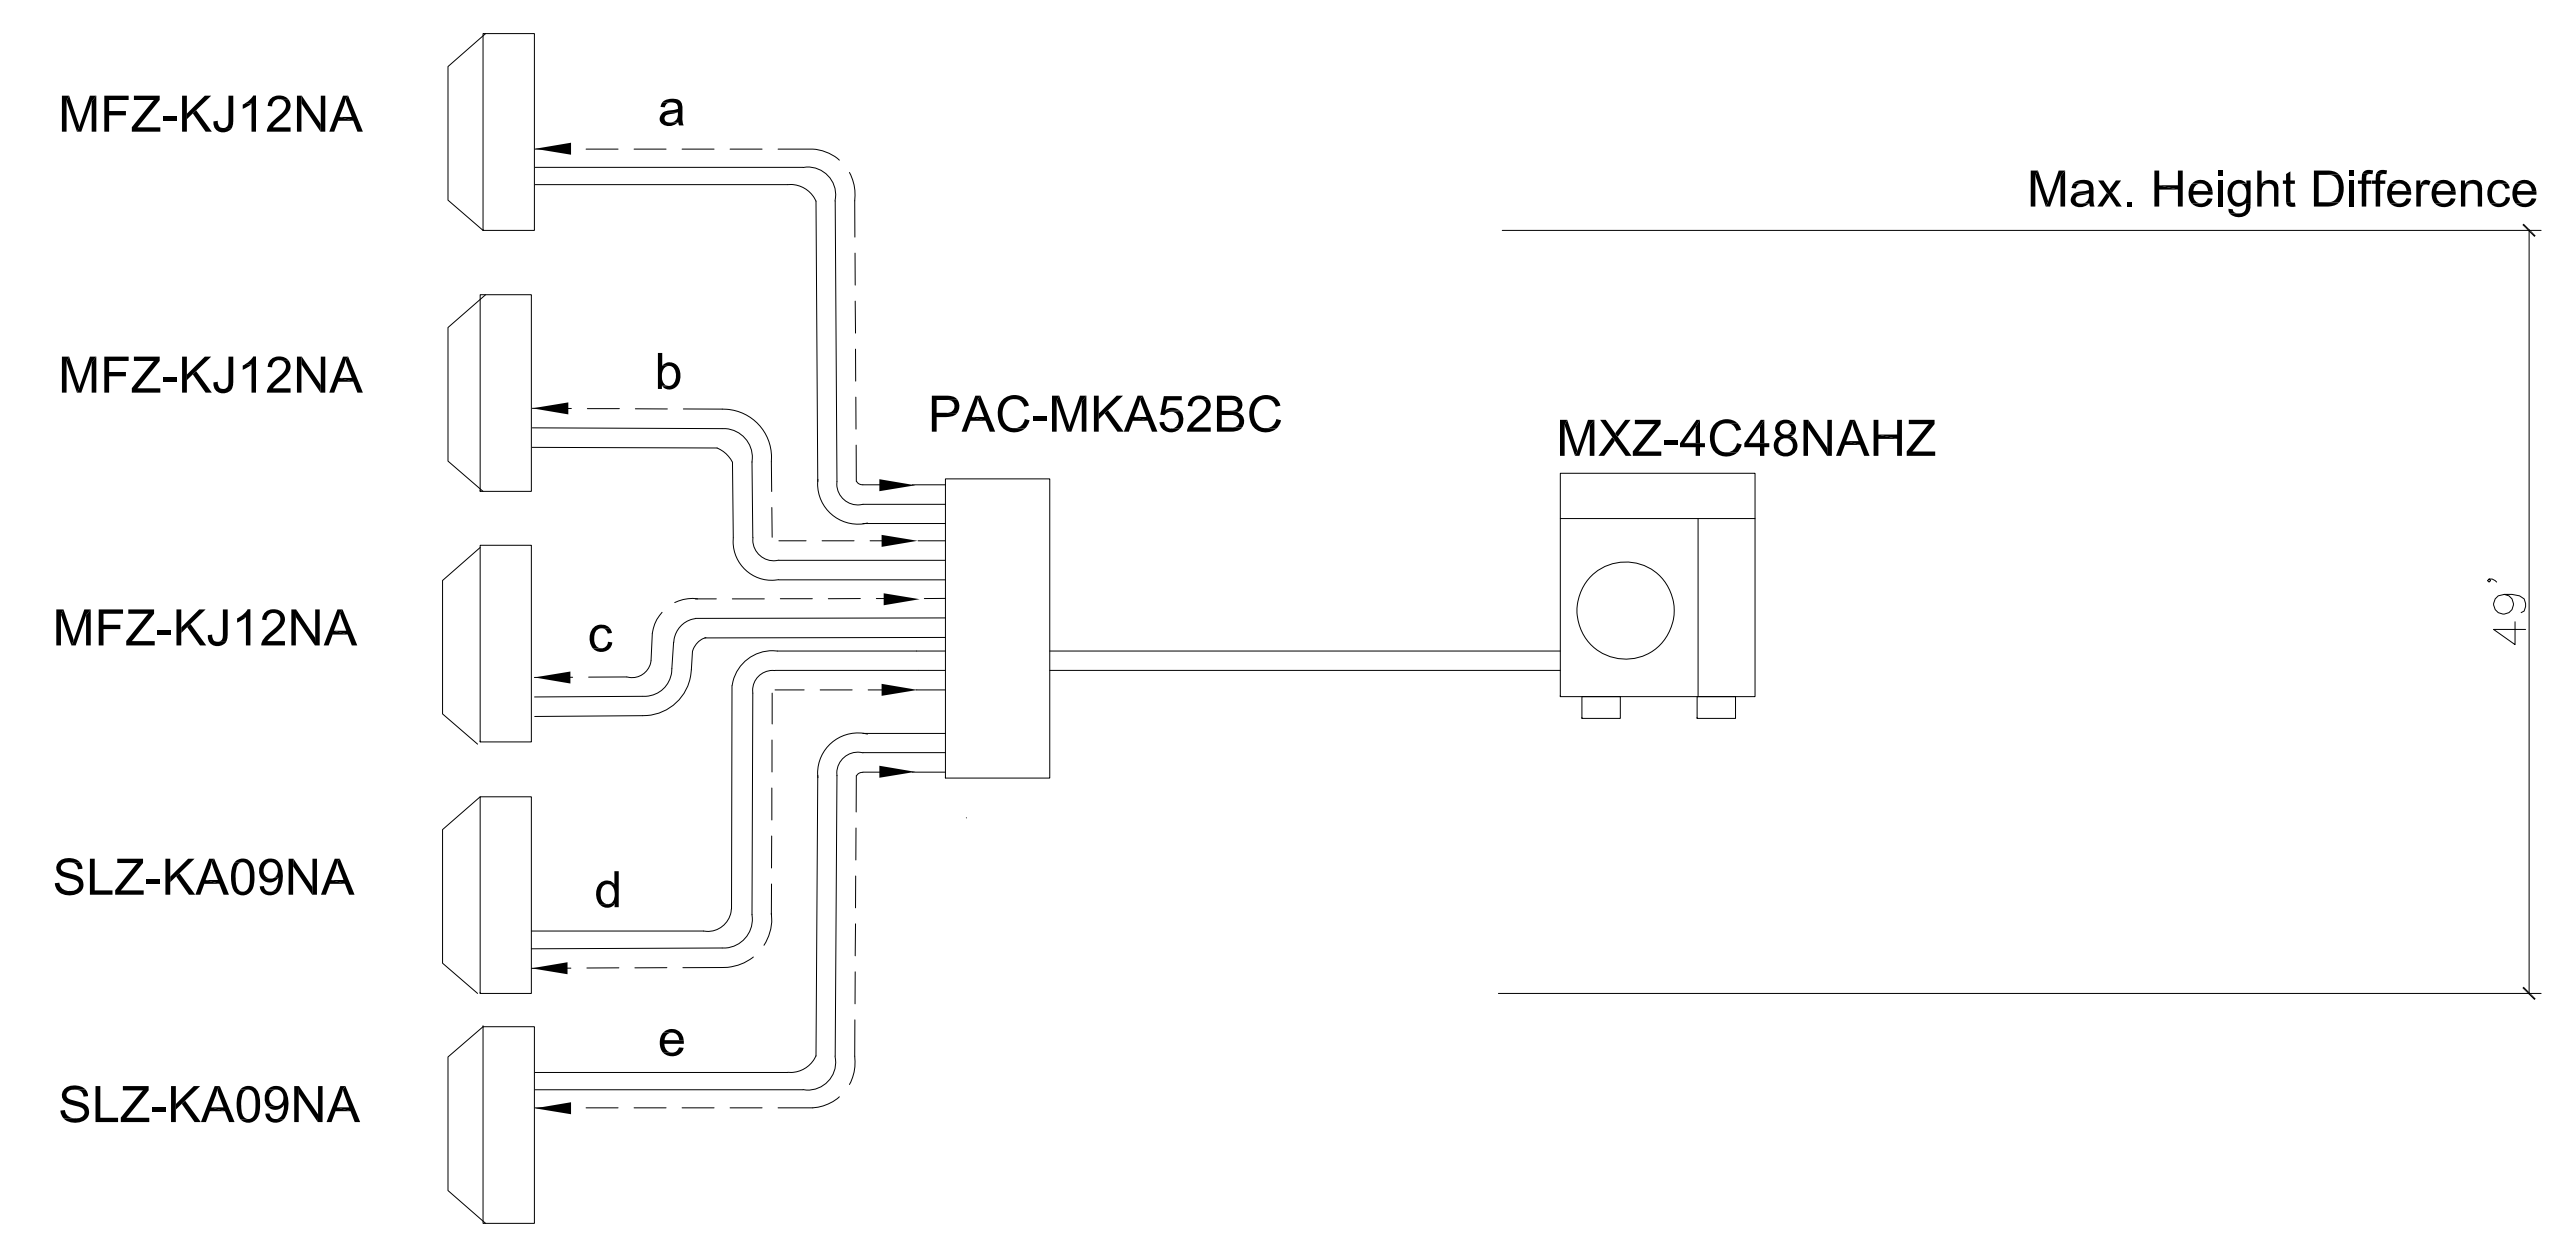 MFZ-KJ12NA
a
Max. Height Difference
MFZ-KJ12NA
b
PAC-MKA52BC
MXZ-4C48NAHZ
MFZ-KJ12NA
c
49’
SLZ-KA09NA
d
SLZ-KA09NA
e